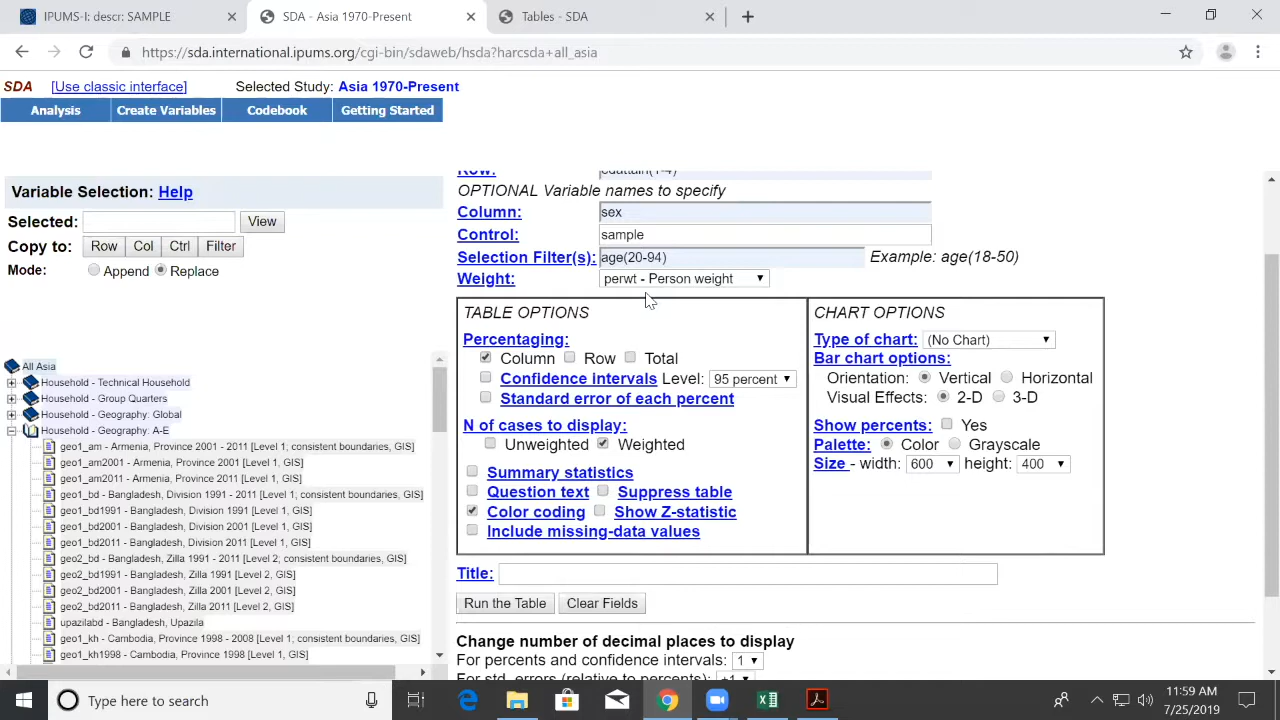 IPUMS-I: descr: SAMPLE
SDA - Asia 1970-Present
Tables - SDA
https://sda.international.ipums.org/cgi-bin/sdaweb/hsda?harcsda+all_asia
SDA [Use classic interface] Selected Study: Asia 1970-Present
Analysis Create Variables Codebook Getting Started
Variable Selection: Help
Selected: View
Copy to: Row Col Ctrl Filter
Mode: Append Replace
All Asia
Household - Technical Household
Household - Group Quarters
Household - Geography: Global
Household - Geography: A-E
geo1_am - Armenia, Province 2001 - 2011 [Level 1, consistent boundaries, GIS]
geo1_am2001 - Armenia, Province 2001 [Level 1, GIS]
geo1_am2011 - Armenia, Province 2011 [Level 1, GIS]
geo1_bd - Bangladesh, Division 1991 - 2011 [Level 1; consistent boundaries, GIS]
geo1_bd1991 - Bangladesh, Division 1991 [Level 1, GIS]
geo1_bd2001 - Bangladesh, Division 2001 [Level 1, GIS]
geo1_bd2011 - Bangladesh, Division 2011 [Level 1, GIS]
geo2_bd - Bangladesh, Zilla 1991 - 2011 [Level 2; consistent boundaries, GIS]
geo2_bd1991 - Bangladesh, Zilla 1991 [Level 2, GIS]
geo2_bd2001 - Bangladesh, Zilla 2001 [Level 2, GIS]
geo2_bd2011 - Bangladesh, Zilla 2011 [Level 2, GIS]
upazilabd - Bangladesh, Upazila
geo1_kh - Cambodia, Province 1998 - 2008 [Level 1; consistent boundaries, GIS]
geo1_kh1998 - Cambodia, Province 1998 [Level 1, GIS]
Row: edattain(1-4)
OPTIONAL Variable names to specify
Column: sex
Control: sample
Selection Filter(s): age(20-94) Example: age(18-50)
Weight: perwt - Person weight
TABLE OPTIONS
Percentaging:
Column Row Total
Confidence intervals Level: 95 percent
Standard error of each percent
N of cases to display:
Unweighted Weighted
Summary statistics
Question text Suppress table
Color coding Show Z-statistic
Include missing-data values
CHART OPTIONS
Type of chart: (No Chart)
Bar chart options:
Orientation: Vertical Horizontal
Visual Effects: 2-D 3-D
Show percents: Yes
Palette: Color Grayscale
Size - width: 600 height: 400
Title:
Run the Table Clear Fields
Change number of decimal places to display
For percents and confidence intervals: 1
For std. errors (relative to percents): +1
Type here to search
11:59 AM
7/25/2019